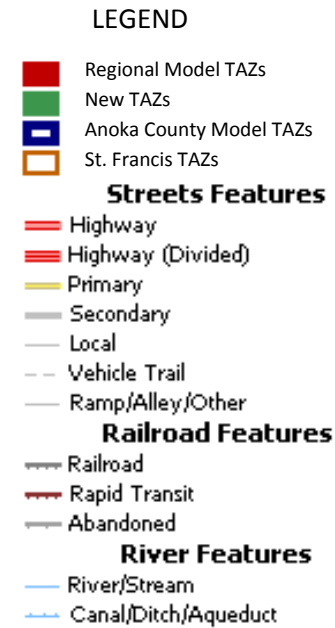 LEGEND
Regional Model TAZs
New TAZs
Anoka County Model TAZs
St. Francis TAZs
Streets Features
Highway
Highway (Divided)
Primary
Secondary
Local
Vehicle Trail
Ramp/Alley/Other
Railroad Features
Railroad
Rapid Transit
Abandoned
River Features
River/Stream
Canal/Ditch/Aqueduct